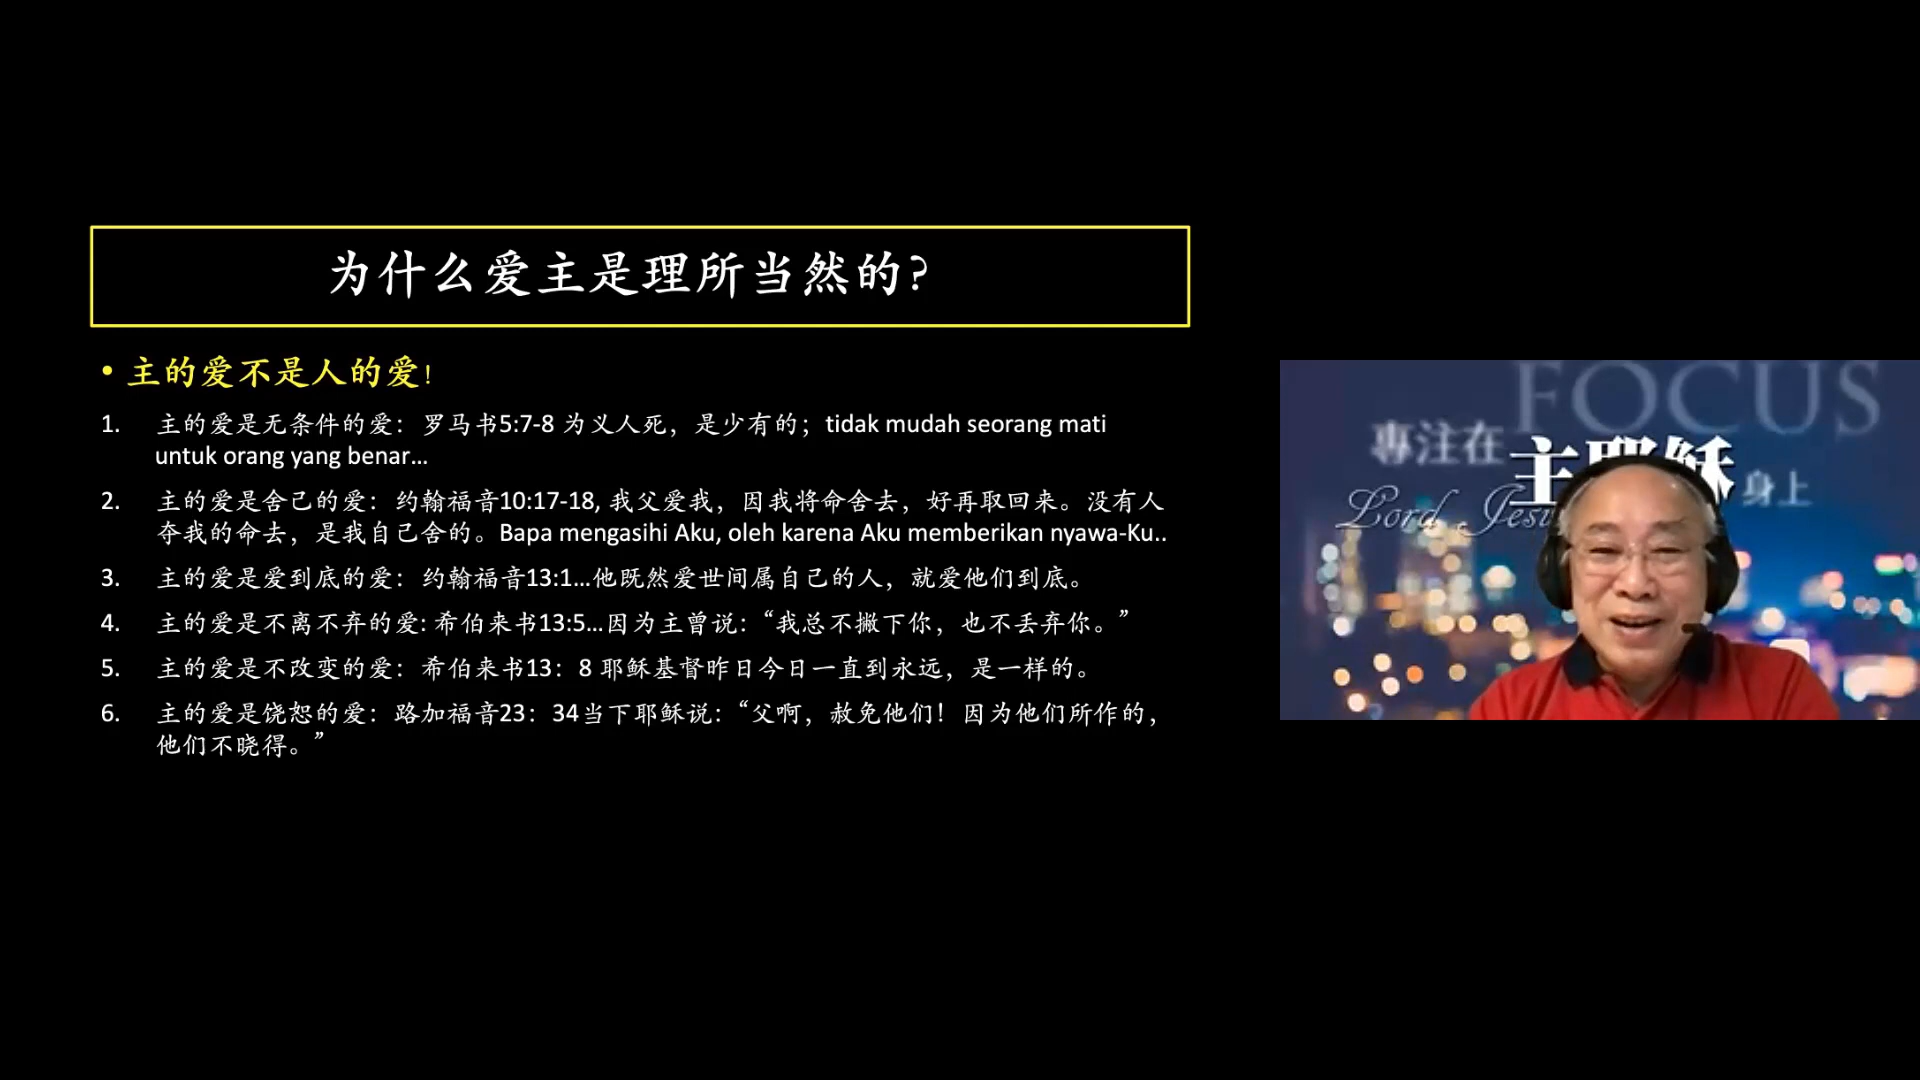 为什么爱主是理所当然的?
• 主的爱不是人的爱!
1. 主的爱是无条件的爱：罗马书5:7-8 为义人死，是少有的；tidak mudah seorang mati
untuk orang yang benar...
2. 主的爱是舍己的爱：约翰福音10:17-18, 我父爱我，因我将命舍去，好再取回来。没有人
夺我的命去，是我自己舍的。Bapa mengasihi Aku, oleh karena Aku memberikan nyawa-Ku..
3. 主的爱是爱到底的爱：约翰福音13:1...他既然爱世间属自己的人，就爱他们到底。
4. 主的爱是不离不弃的爱: 希伯来书13:5...因为主曾说：“我总不撇下你，也不丢弃你。”
5. 主的爱是不改变的爱：希伯来书13：8 耶稣基督昨日今日一直到永远，是一样的。
6. 主的爱是饶恕的爱：路加福音23：34当下耶稣说：“父啊，赦免他们！因为他们所作的，
他们不晓得。”
FOCUS
專注在主耶穌身上
Lord Jesu